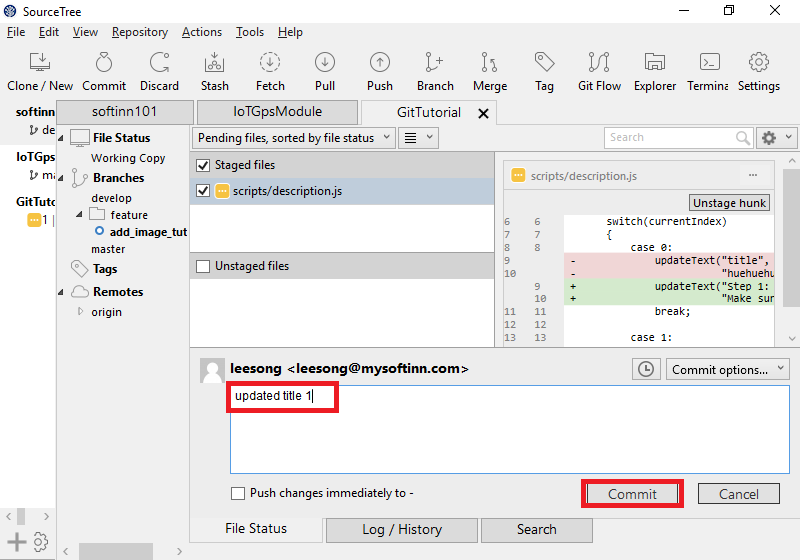 SourceTree
File Edit View Repository Actions Tools Help
Clone / New Commit Discard Stash Fetch Pull Push Branch Merge Tag Git Flow Explorer Termina Settings
softinn
de
IoTGps
ma
GitTuto
1
softinn101 IoTGpsModule GitTutorial
File Status
Working Copy
Branches
develop
feature
add_image_tut
master
Tags
Remotes
origin
Pending files, sorted by file status
Search
Staged files
scripts/description.js
Unstaged files
scripts/description.js
Unstage hunk
6 6 switch(currentIndex)
7 7 {
8 8 case 0:
9 - updateText("title",
10 - "huehuehu
9 + updateText("Step 1:
10 + "Make sur
11 11 break;
12 12
13 13 case 1:
leesong <leesong@mysoftinn.com>
Commit options...
updated title 1
Push changes immediately to -
Commit Cancel
File Status Log / History Search